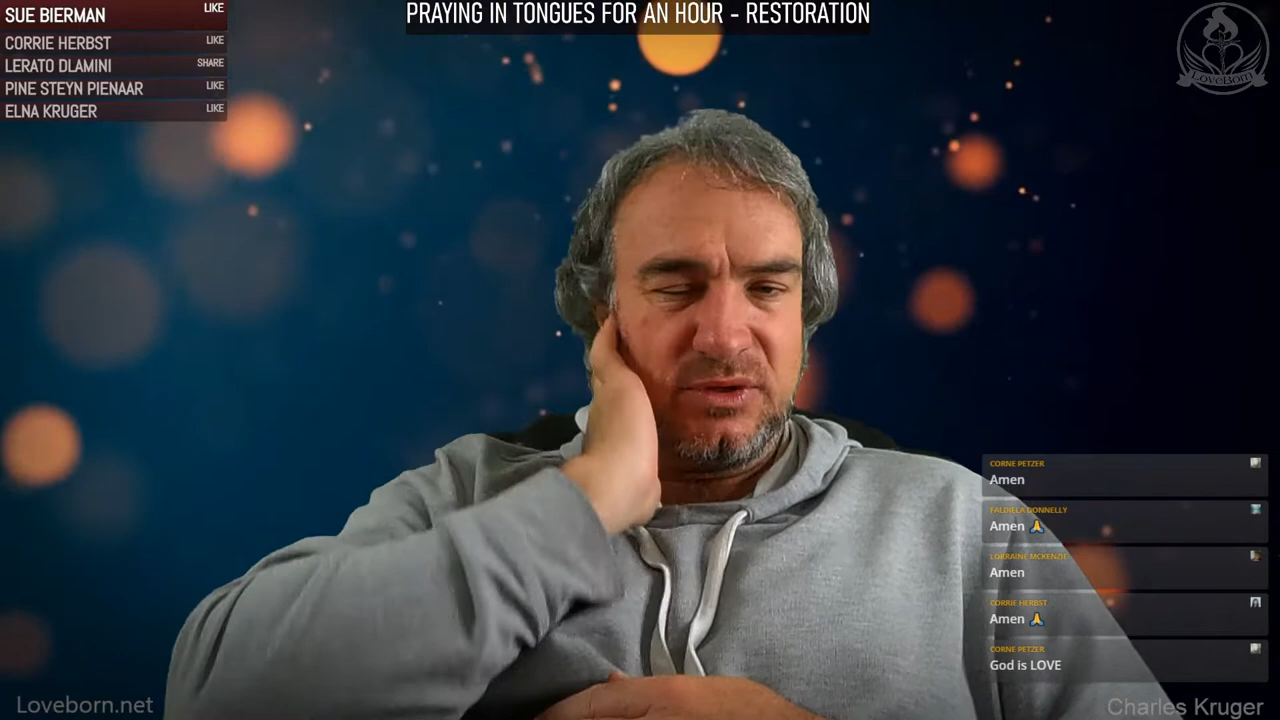 PRAYING IN TONGUES FOR AN HOUR - RESTORATION
SUE BIERMAN LIKE
CORRIE HERBST LIKE
LERATO DLAMINI SHARE
PINE STEYN PIENAAR LIKE
ELNA KRUGER LIKE
LoveBorn
CORNE PETZER
Amen
FALDIELA DONNELLY
Amen 🙏
LORRAINE MCKENZIE
Amen
CORRIE HERBST
Amen 🙏
CORNE PETZER
God is LOVE
Loveborn.net
Charles Kruger